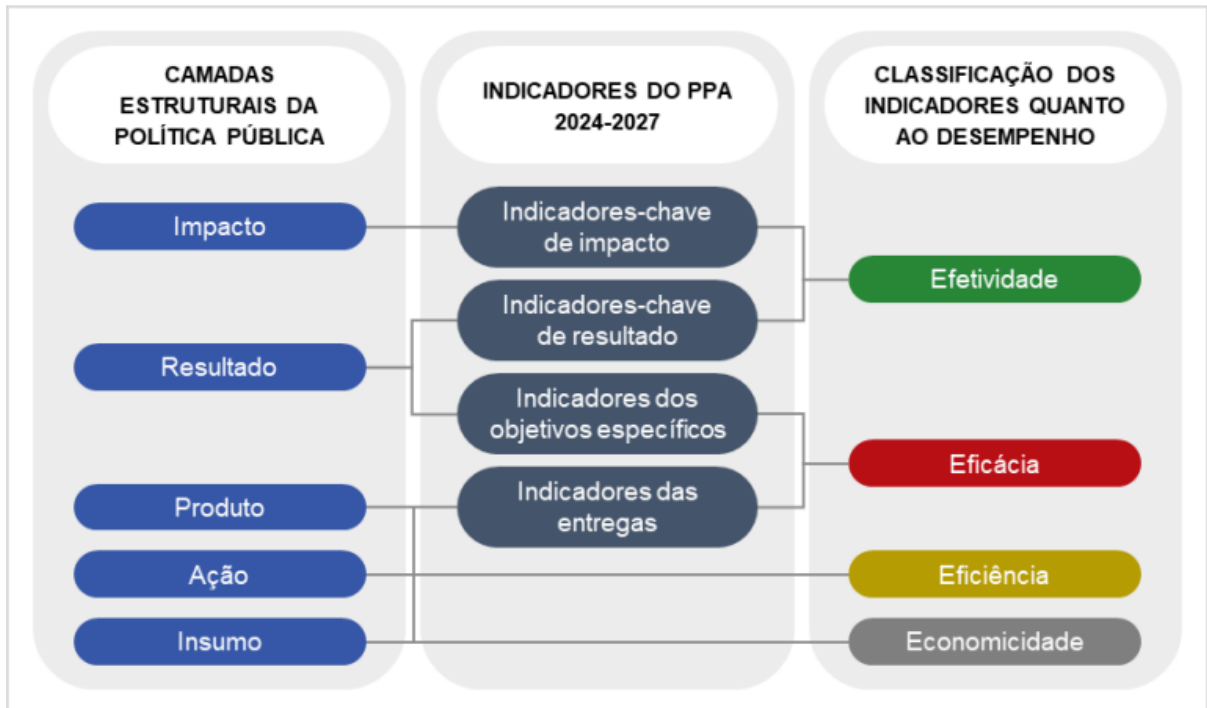 CAMADAS
ESTRUTURAIS DA
POLÍTICA PÚBLICA
INDICADORES DO PPA
2024-2027
CLASSIFICAÇÃO DOS
INDICADORES QUANTO
AO DESEMPENHO
Impacto
Resultado
Produto
Ação
Insumo
Indicadores-chave
de impacto
Indicadores-chave
de resultado
Indicadores dos
objetivos específicos
Indicadores das
entregas
Efetividade
Eficácia
Eficiência
Economicidade